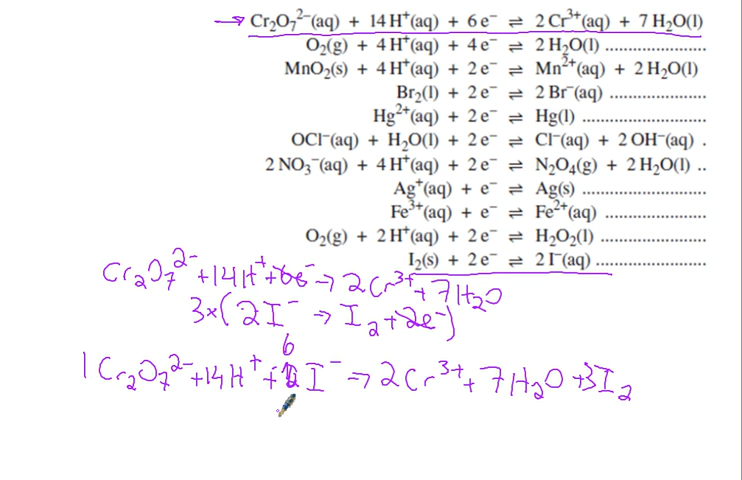 → Cr₂O₇²⁻(aq) + 14 H⁺(aq) + 6 e⁻ ⇌ 2 Cr³⁺(aq) + 7 H₂O(l)
O₂(g) + 4 H⁺(aq) + 4 e⁻ ⇌ 2 H₂O(l) ......................
MnO₂(s) + 4 H⁺(aq) + 2 e⁻ ⇌ Mn²⁺(aq) + 2 H₂O(l)
Br₂(l) + 2 e⁻ ⇌ 2 Br⁻(aq) .....................
Hg²⁺(aq) + 2 e⁻ ⇌ Hg(l) ...........................
OCl⁻(aq) + H₂O(l) + 2 e⁻ ⇌ Cl⁻(aq) + 2 OH⁻(aq) .
2 NO₃⁻(aq) + 4 H⁺(aq) + 2 e⁻ ⇌ N₂O₄(g) + 2 H₂O(l) ..
Ag⁺(aq) + e⁻ ⇌ Ag(s) ...........................
Fe³⁺(aq) + e⁻ ⇌ Fe²⁺(aq) ......................
O₂(g) + 2 H⁺(aq) + 2 e⁻ ⇌ H₂O₂(l) .......................
I₂(s) + 2 e⁻ ⇌ 2 I⁻(aq) ........................
Cr₂O₇²⁻ + 14H⁺ + 6e⁻ → 2Cr³⁺ + 7H₂O
3×(2I⁻ → I₂ + 2e⁻)
1Cr₂O₇²⁻ + 14H⁺ + 6I⁻ → 2Cr³⁺ + 7H₂O + 3I₂